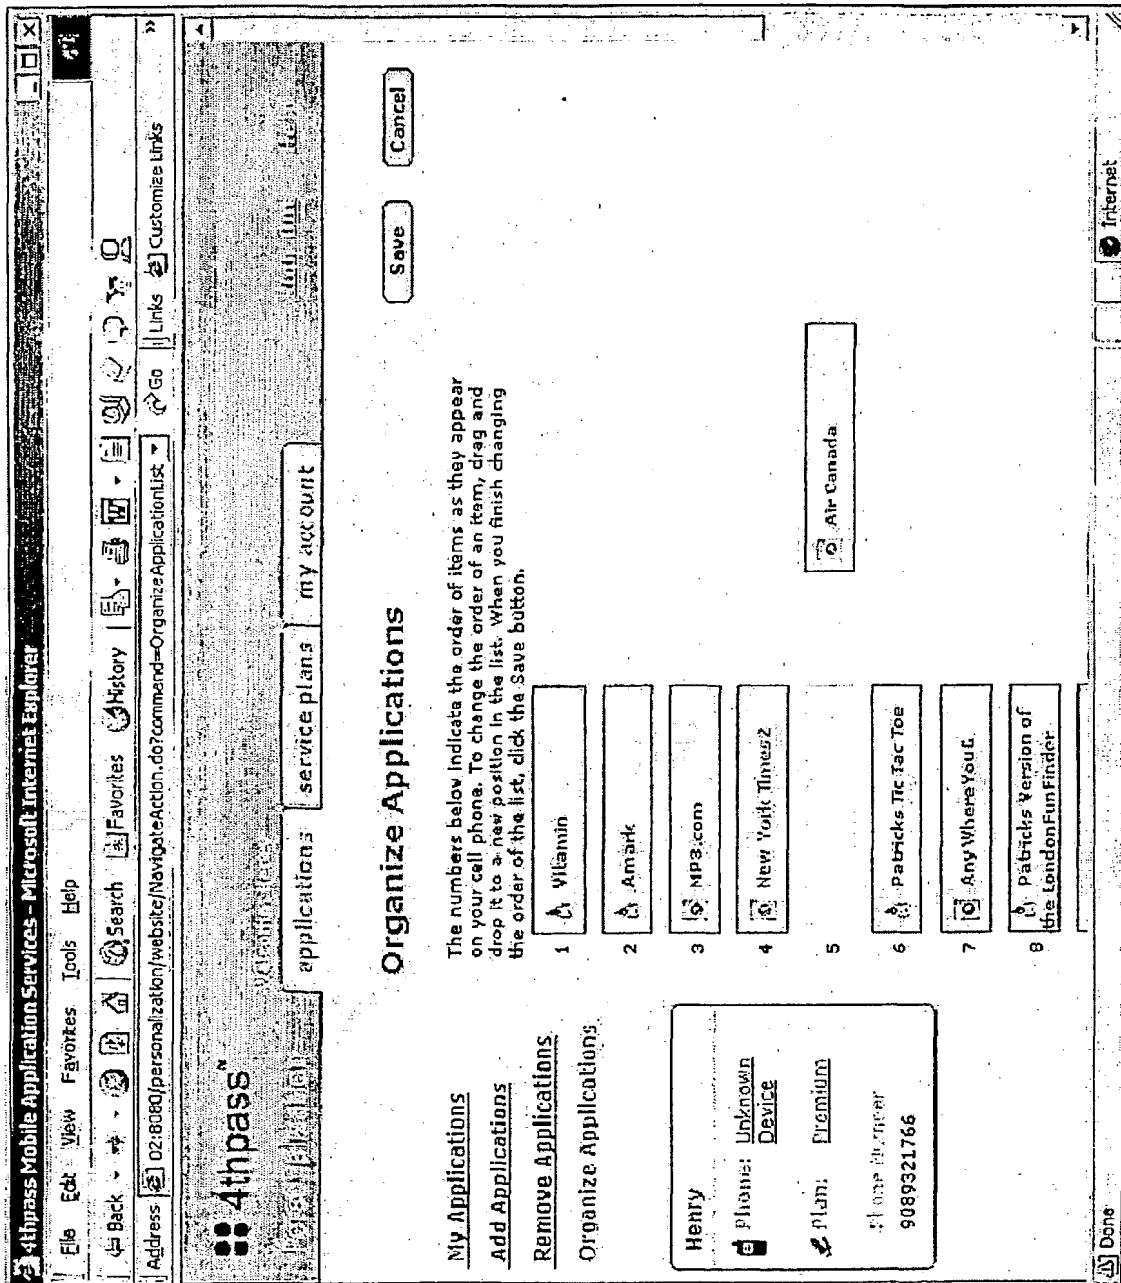 4thpass Mobile Application Services - Microsoft Internet Explorer
File Edit View Favorites Tools Help
Back Search Favorites History
Address 02:8080/personalization/website/NavigateAction.do?command=OrganizeApplicationList Go Links Customize Links
4thpass™
applications service plans my account
My Applications
Add Applications
Remove Applications
Organize Applications
Henry
Phone: Unknown
Device
Plan: Premium
Phone Number
9089321766
Organize Applications
Save Cancel
The numbers below indicate the order of items as they appear
on your cell phone. To change the order of an item, drag and
drop it to a new position in the list. When you finish changing
the order of the list, click the Save button.
1 Vitamin
2 Amark
3 MP3.com
4 New York Times2
5 Air Canada
6 Patricks Tic Tac Toe
7 AnyWhereYouG
8 Patricks Version of
the LondonFunFinder
Done Internet